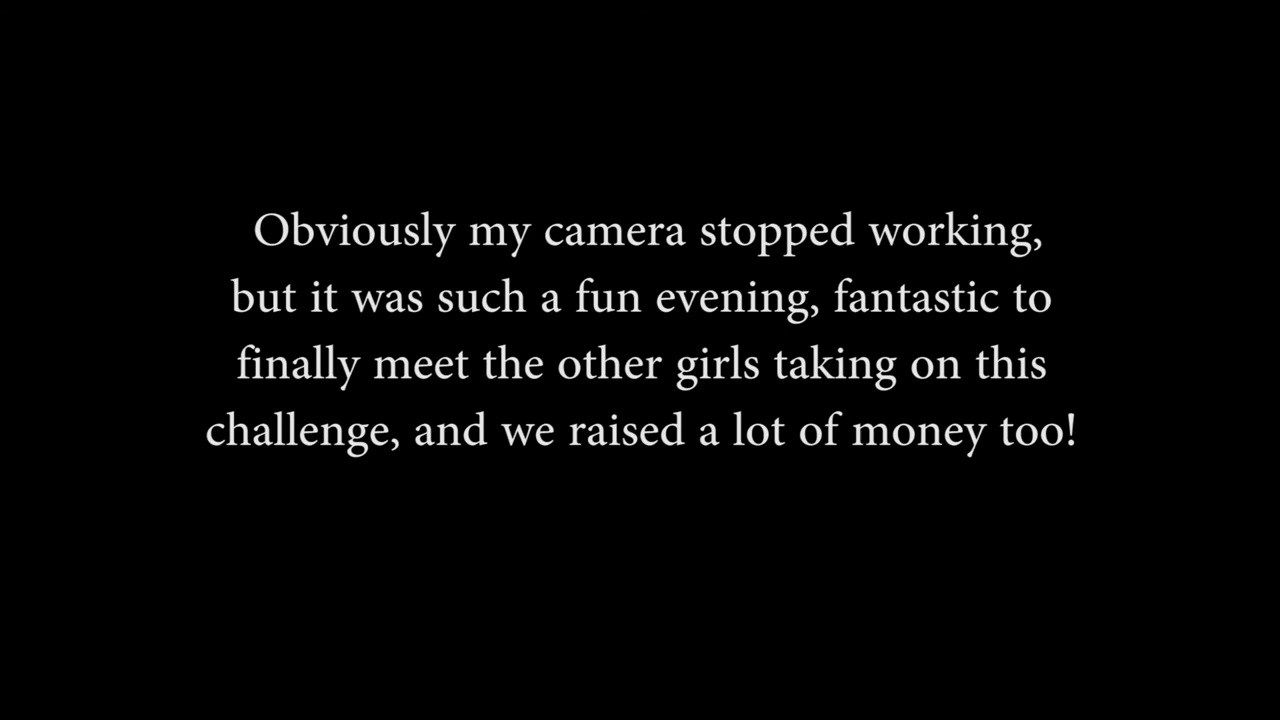 Obviously my camera stopped working,
but it was such a fun evening, fantastic to
finally meet the other girls taking on this
challenge, and we raised a lot of money too!